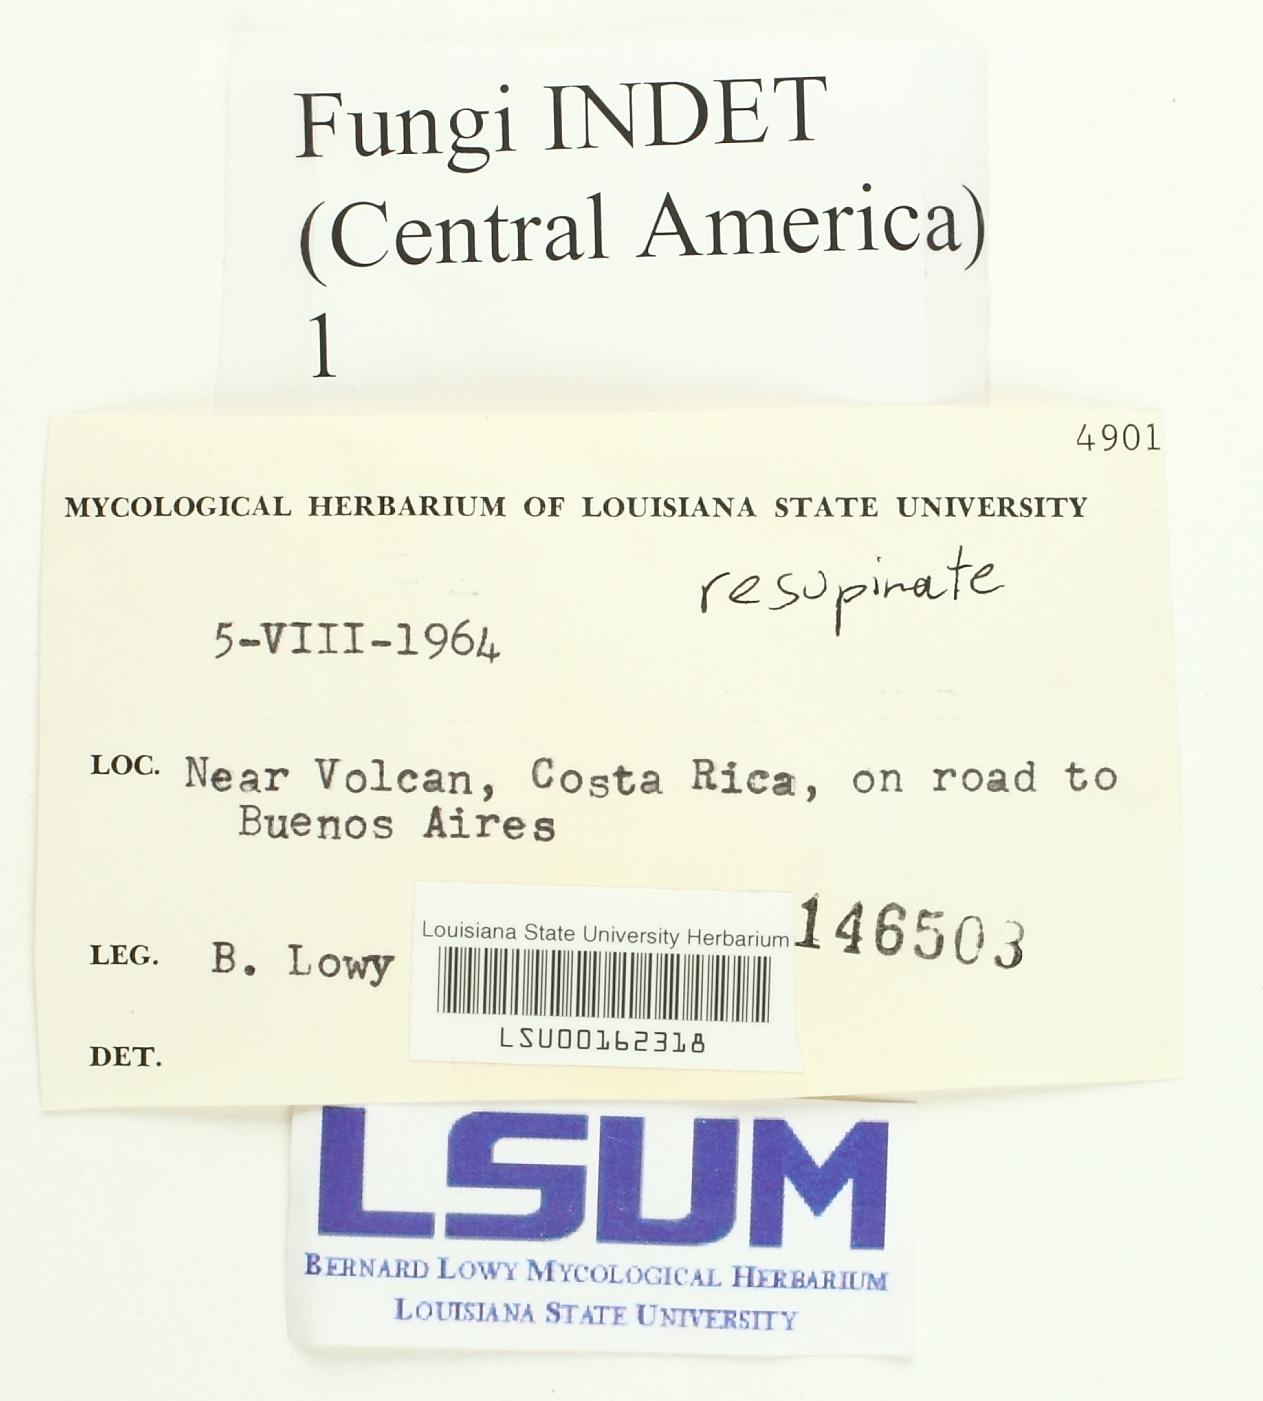 Fungi INDET
(Central America)
1
4901
MYCOLOGICAL HERBARIUM OF LOUISIANA STATE UNIVERSITY
resupinate
5-VIII-1964
LOC. Near Volcan, Costa Rica, on road to
Buenos Aires
146503
Louisiana State University Herbarium
LEG. B. Lowy
LSU00162318
DET.
LSUM
BERNARD LOWY MYCOLOGICAL HERBARIUM
LOUISIANA STATE UNIVERSITY